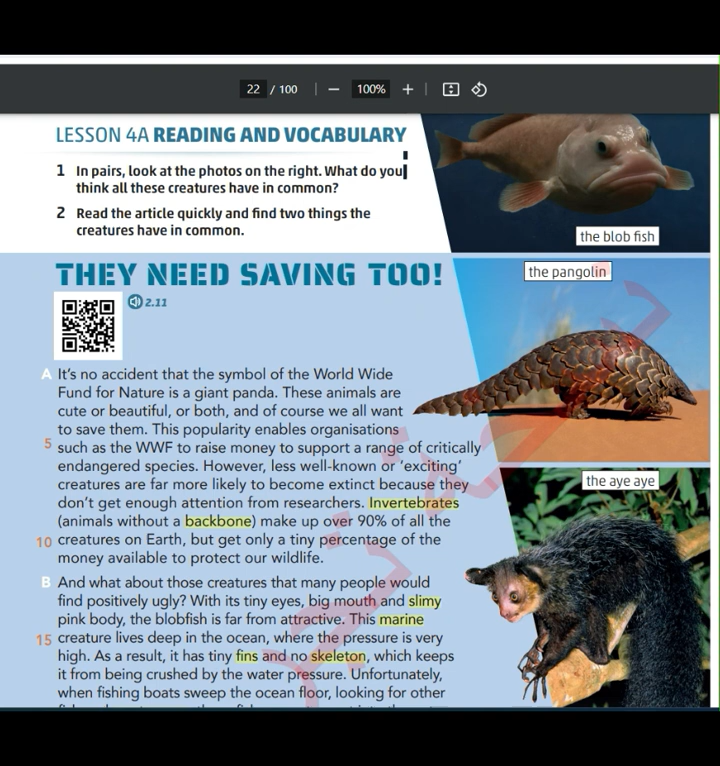 22 / 100
100%
LESSON 4A READING AND VOCABULARY
1 In pairs, look at the photos on the right. What do you
think all these creatures have in common?
2 Read the article quickly and find two things the
creatures have in common.
the blob fish
THEY NEED SAVING TOO!
2.11
the pangolin
A It's no accident that the symbol of the World Wide
Fund for Nature is a giant panda. These animals are
cute or beautiful, or both, and of course we all want
to save them. This popularity enables organisations
5 such as the WWF to raise money to support a range of critically
endangered species. However, less well-known or 'exciting'
creatures are far more likely to become extinct because they
don't get enough attention from researchers. Invertebrates
(animals without a backbone) make up over 90% of all the
10 creatures on Earth, but get only a tiny percentage of the
money available to protect our wildlife.
the aye aye
B And what about those creatures that many people would
find positively ugly? With its tiny eyes, big mouth and slimy
pink body, the blobfish is far from attractive. This marine
15 creature lives deep in the ocean, where the pressure is very
high. As a result, it has tiny fins and no skeleton, which keeps
it from being crushed by the water pressure. Unfortunately,
when fishing boats sweep the ocean floor, looking for other